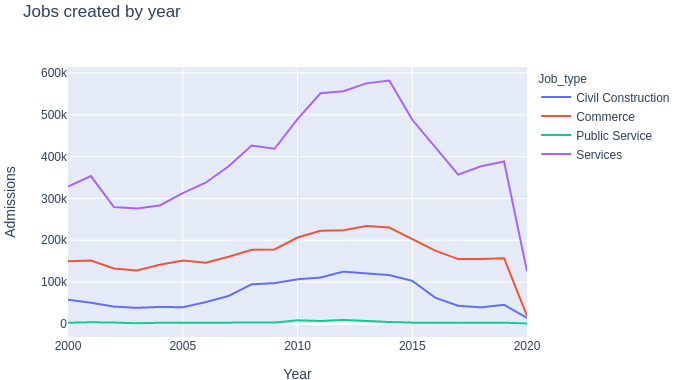 Jobs created by year
600k
500k
400k
300k
200k
100k
0
Admissions
2000
2005
2010
2015
2020
Year
Job_type
Civil Construction
Commerce
Public Service
Services